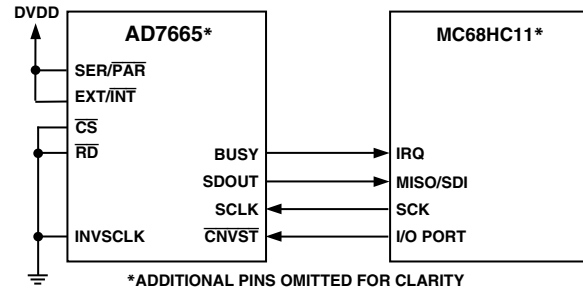 DVDD
AD7665*
MC68HC11*
SER/PAR
EXT/INT
CS
RD
BUSY
IRQ
SDOUT
MISO/SDI
SCLK
SCK
INVSCLK
CNVST
I/O PORT
*ADDITIONAL PINS OMITTED FOR CLARITY